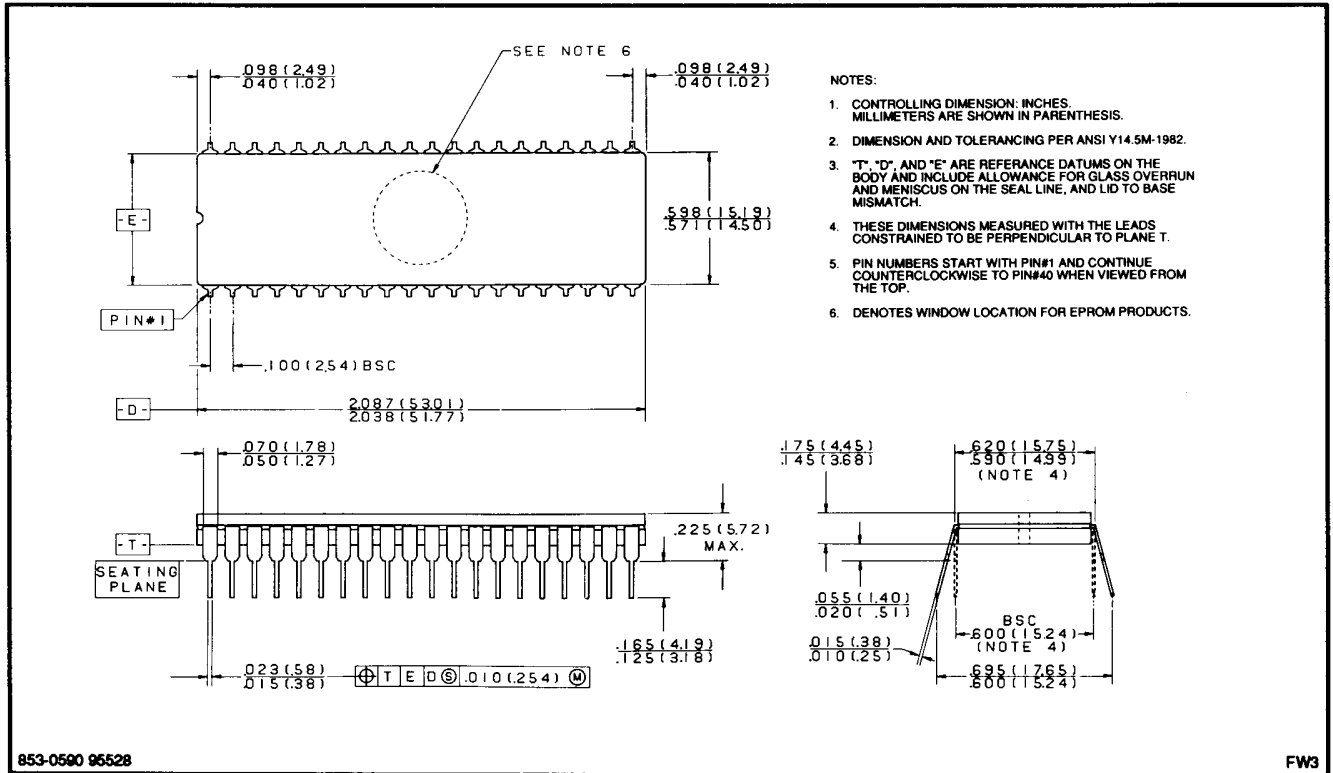 SEE NOTE 6
.098(2.49)
.040(1.02)
.098(2.49)
.040(1.02)
-E-
.598(15.19)
.571(14.50)
PIN#1
.100(2.54)BSC
-D-
2.087(53.01)
2.038(51.77)
NOTES:
1. CONTROLLING DIMENSION: INCHES.
MILLIMETERS ARE SHOWN IN PARENTHESIS.
2. DIMENSION AND TOLERANCING PER ANSI Y14.5M-1982.
3. "T", "D", AND "E" ARE REFERANCE DATUMS ON THE
BODY AND INCLUDE ALLOWANCE FOR GLASS OVERRUN
AND MENISCUS ON THE SEAL LINE, AND LID TO BASE
MISMATCH.
4. THESE DIMENSIONS MEASURED WITH THE LEADS
CONSTRAINED TO BE PERPENDICULAR TO PLANE T.
5. PIN NUMBERS START WITH PIN#1 AND CONTINUE
COUNTERCLOCKWISE TO PIN#40 WHEN VIEWED FROM
THE TOP.
6. DENOTES WINDOW LOCATION FOR EPROM PRODUCTS.
.070(1.78)
.050(1.27)
-T-
SEATING
PLANE
.225(5.72)
MAX.
.165(4.19)
.125(3.18)
.023(.58)
.015(.38)
⌖ T E D Ⓢ .010(.254) Ⓜ
.175(4.45)
.145(3.68)
.620(15.75)
.590(14.99)
(NOTE 4)
.055(1.40)
.020(.51)
.015(.38)
.010(.25)
BSC
.600(15.24)
(NOTE 4)
.695(17.65)
.600(15.24)
853-0590 95528
FW3